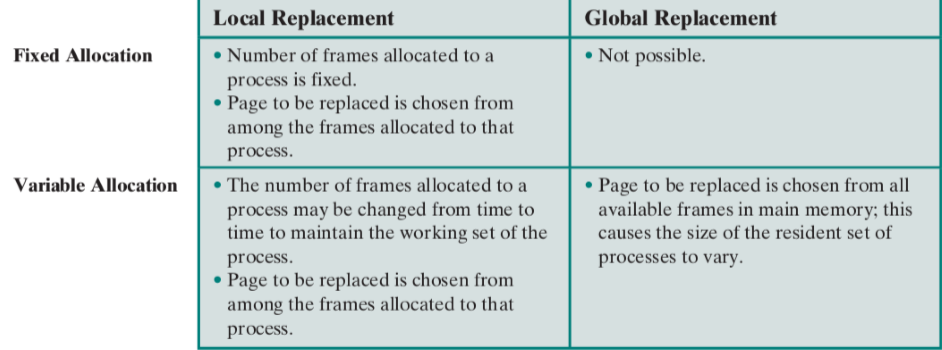 Local Replacement
Global Replacement
Fixed Allocation
• Number of frames allocated to a
process is fixed.
• Page to be replaced is chosen from
among the frames allocated to that
process.
• Not possible.
Variable Allocation
• The number of frames allocated to a
process may be changed from time to
time to maintain the working set of the
process.
• Page to be replaced is chosen from
among the frames allocated to that
process.
• Page to be replaced is chosen from all
available frames in main memory; this
causes the size of the resident set of
processes to vary.